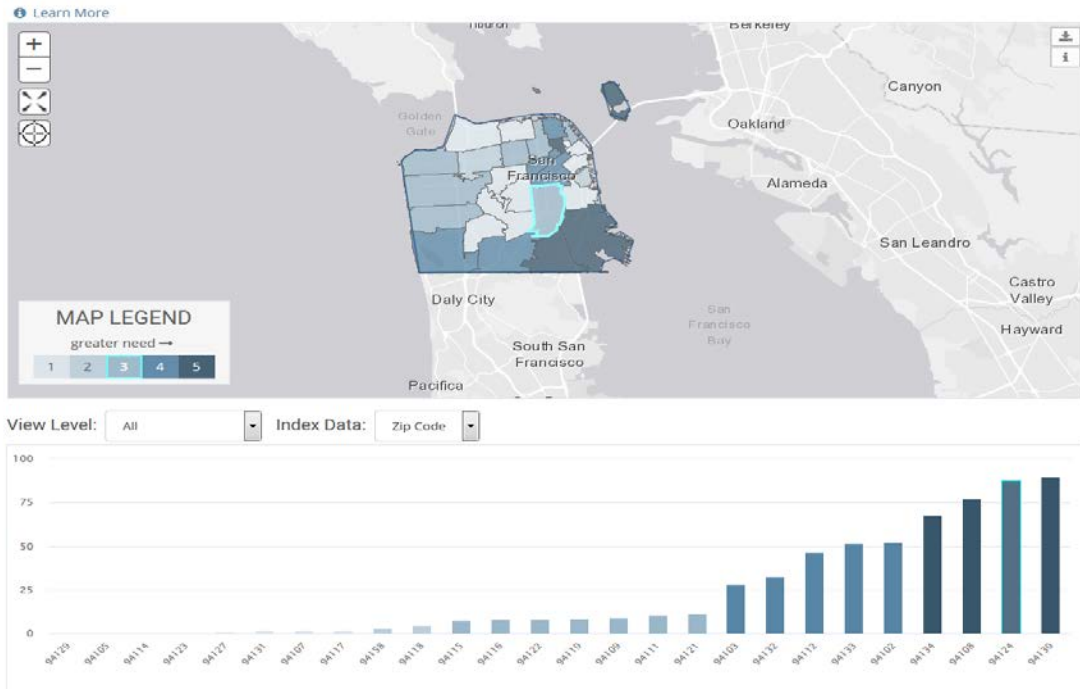 Learn More
Tiburon
Berkeley
+
−
i
Canyon
Golden
Gate
Oakland
San
Francisco
Alameda
San Leandro
Castro
Valley
Daly City
San
Francisco
Bay
Hayward
MAP LEGEND
greater need →
1 2 3 4 5
South San
Francisco
Pacifica
View Level: All Index Data: Zip Code
100
75
50
25
0
94129 94105 94114 94123 94127 94131 94107 94117 94158 94118 94115 94116 94122 94110 94109 94111 94121 94103 94132 94112 94133 94102 94134 94108 94124 94130